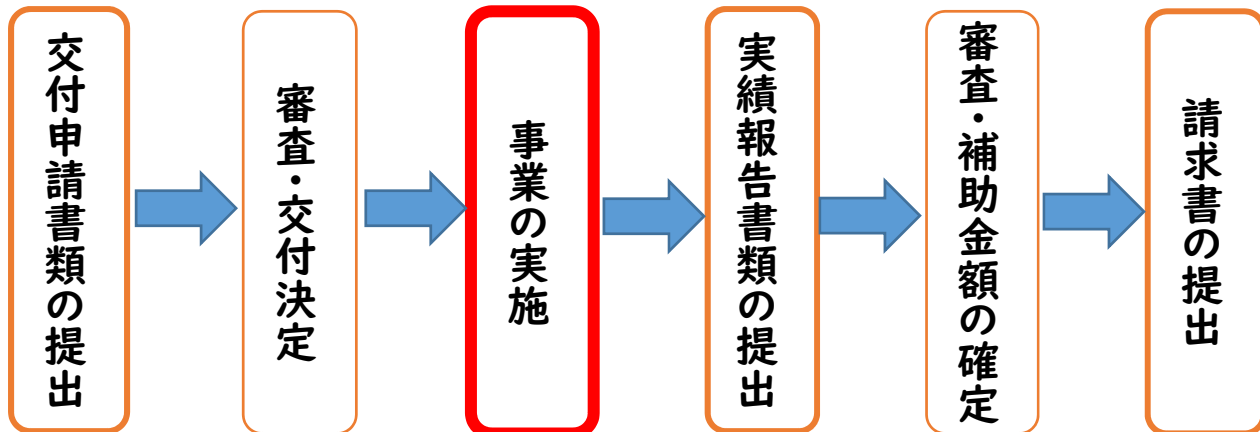 交付申請書類の提出
審査・交付決定
事業の実施
実績報告書類の提出
審査・補助金額の確定
請求書の提出